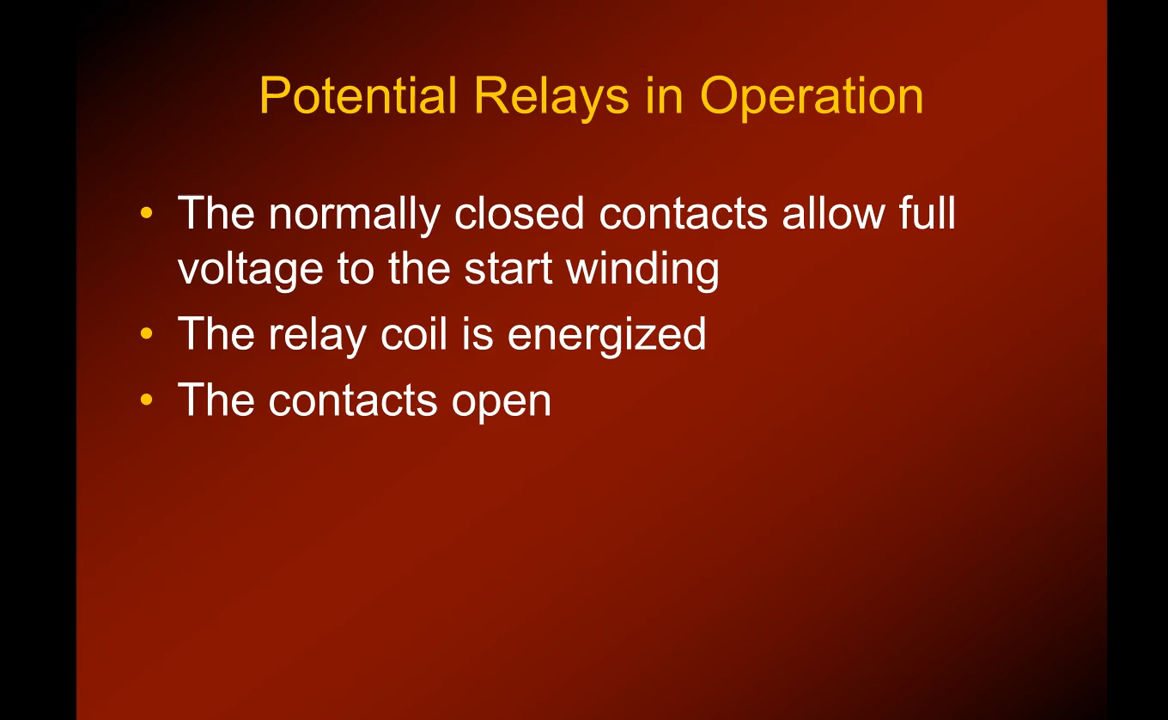 Potential Relays in Operation
• The normally closed contacts allow full
voltage to the start winding
• The relay coil is energized
• The contacts open